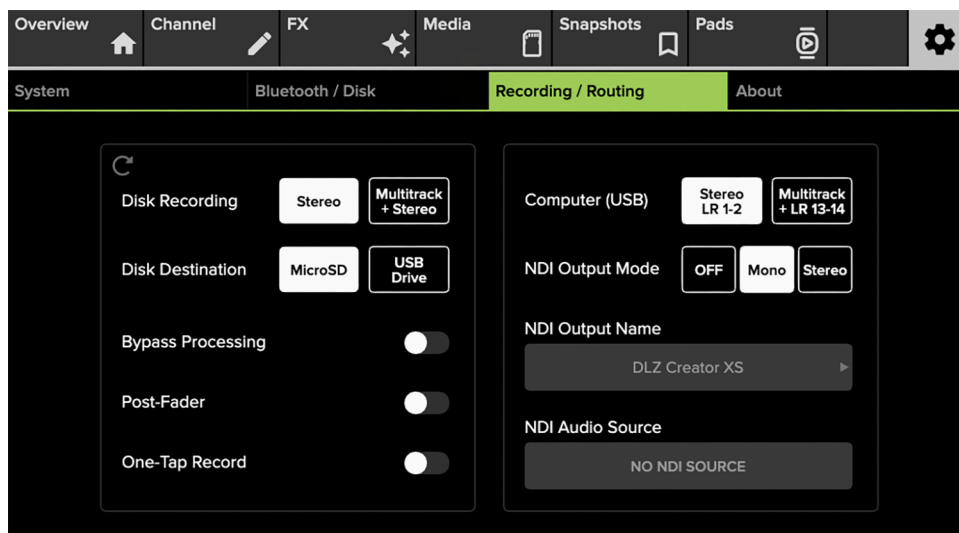 Overview
Channel
FX
Media
Snapshots
Pads
System
Bluetooth / Disk
Recording / Routing
About
Disk Recording
Stereo
Multitrack
+ Stereo
Disk Destination
MicroSD
USB
Drive
Bypass Processing
Post-Fader
One-Tap Record
Computer (USB)
Stereo
LR 1-2
Multitrack
+ LR 13-14
NDI Output Mode
OFF
Mono
Stereo
NDI Output Name
DLZ Creator XS
NDI Audio Source
NO NDI SOURCE